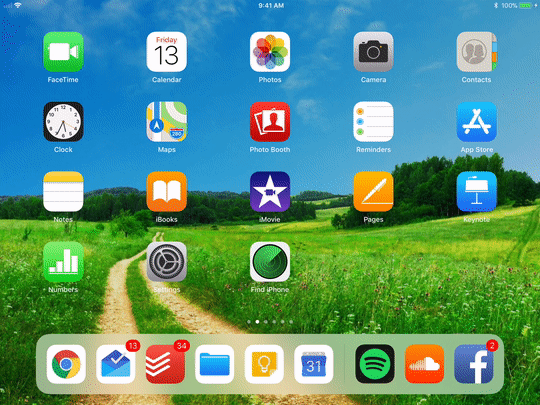 9:41 AM
100%
Friday
13
FaceTime
Calendar
Photos
Camera
Contacts
280
Clock
Maps
Photo Booth
Reminders
App Store
Notes
iBooks
iMovie
Pages
Keynote
Numbers
Settings
Find iPhone
13
34
31
2